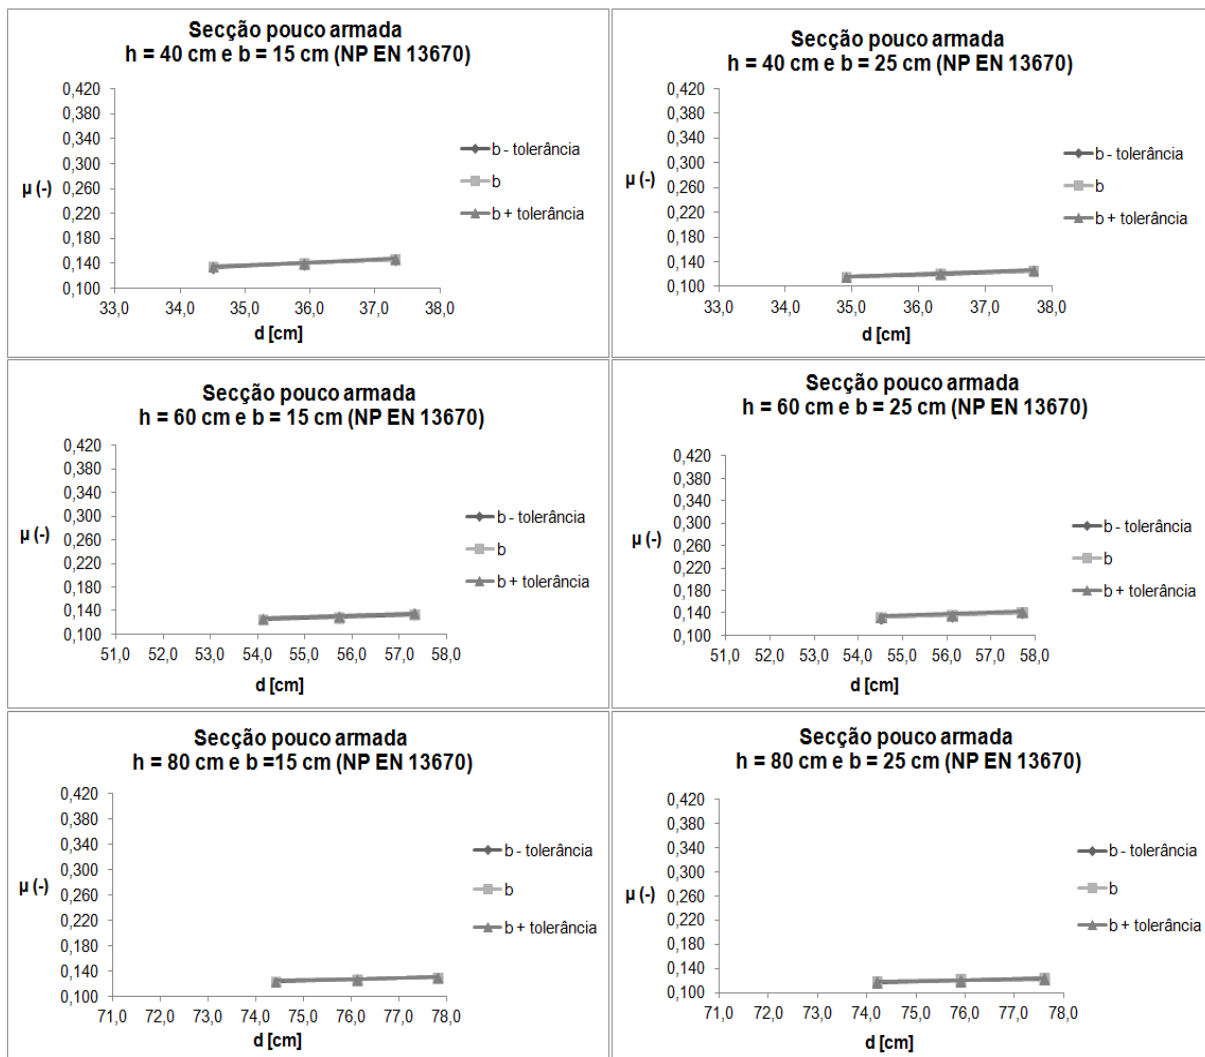 Secção pouco armada
h = 40 cm e b = 15 cm (NP EN 13670)
0,420
0,380
0,340
0,300
0,260
0,220
0,180
0,140
0,100
µ (-)
33,0 34,0 35,0 36,0 37,0 38,0
d [cm]
b - tolerância
b
b + tolerância
Secção pouco armada
h = 40 cm e b = 25 cm (NP EN 13670)
0,420
0,380
0,340
0,300
0,260
0,220
0,180
0,140
0,100
µ (-)
33,0 34,0 35,0 36,0 37,0 38,0
d [cm]
b - tolerância
b
b + tolerância
Secção pouco armada
h = 60 cm e b = 15 cm (NP EN 13670)
0,420
0,380
0,340
0,300
0,260
0,220
0,180
0,140
0,100
µ (-)
51,0 52,0 53,0 54,0 55,0 56,0 57,0 58,0
d [cm]
b - tolerância
b
b + tolerância
Secção pouco armada
h = 60 cm e b = 25 cm (NP EN 13670)
0,420
0,380
0,340
0,300
0,260
0,220
0,180
0,140
0,100
µ (-)
51,0 52,0 53,0 54,0 55,0 56,0 57,0 58,0
d [cm]
b - tolerância
b
b + tolerância
Secção pouco armada
h = 80 cm e b =15 cm (NP EN 13670)
0,420
0,380
0,340
0,300
0,260
0,220
0,180
0,140
0,100
µ (-)
71,0 72,0 73,0 74,0 75,0 76,0 77,0 78,0
d [cm]
b - tolerância
b
b + tolerância
Secção pouco armada
h = 80 cm e b = 25 cm (NP EN 13670)
0,420
0,380
0,340
0,300
0,260
0,220
0,180
0,140
0,100
µ (-)
71,0 72,0 73,0 74,0 75,0 76,0 77,0 78,0
d [cm]
b - tolerância
b
b + tolerância